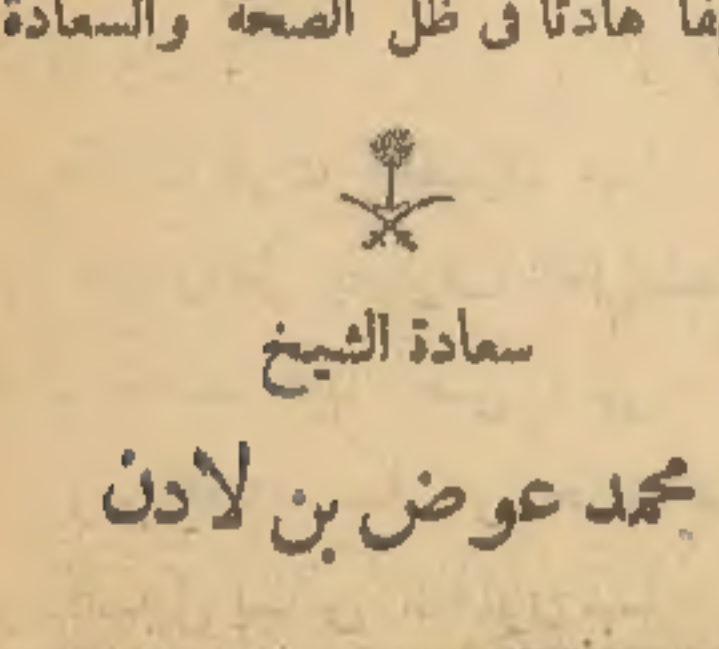 هادئا في ظل الصحة والسعادة
سعادة الشيخ
محمد عوض بن لادن